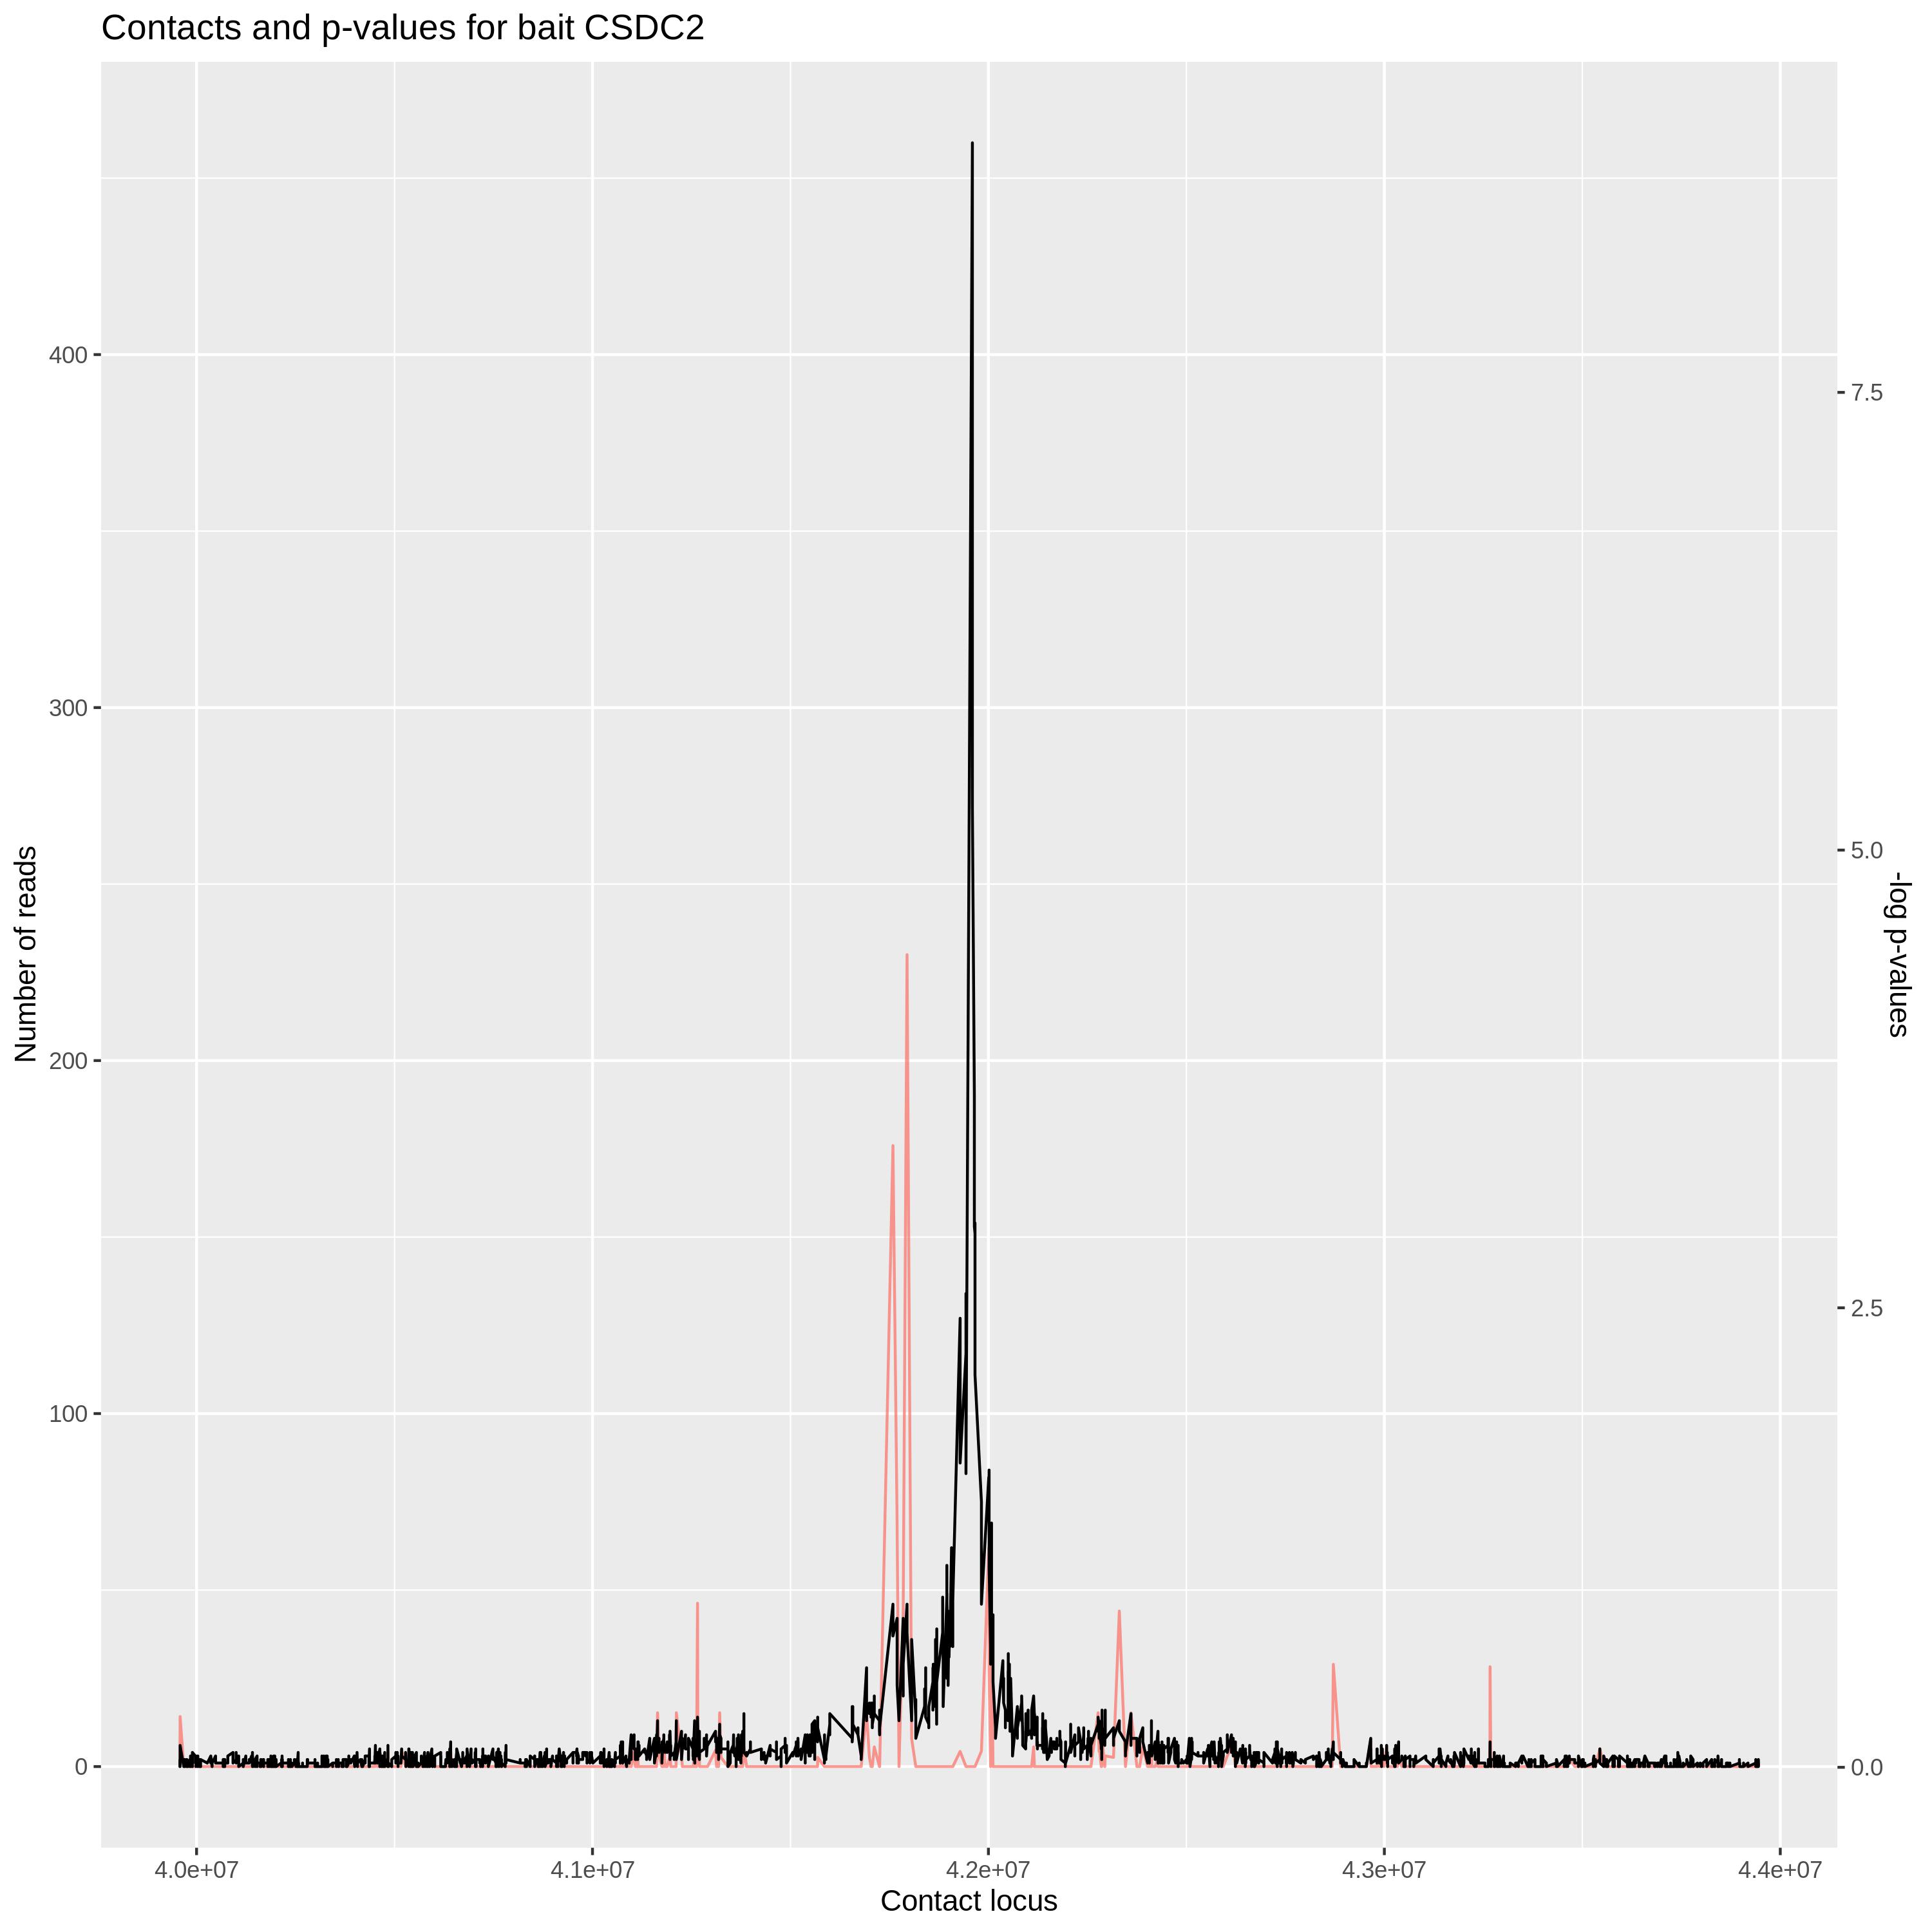 Contacts and p-values for bait CSDC2
400
300
200
100
0
Number of reads
7.5
5.0
2.5
0.0
-log p-values
4.0e+07
4.1e+07
4.2e+07
4.3e+07
4.4e+07
Contact locus